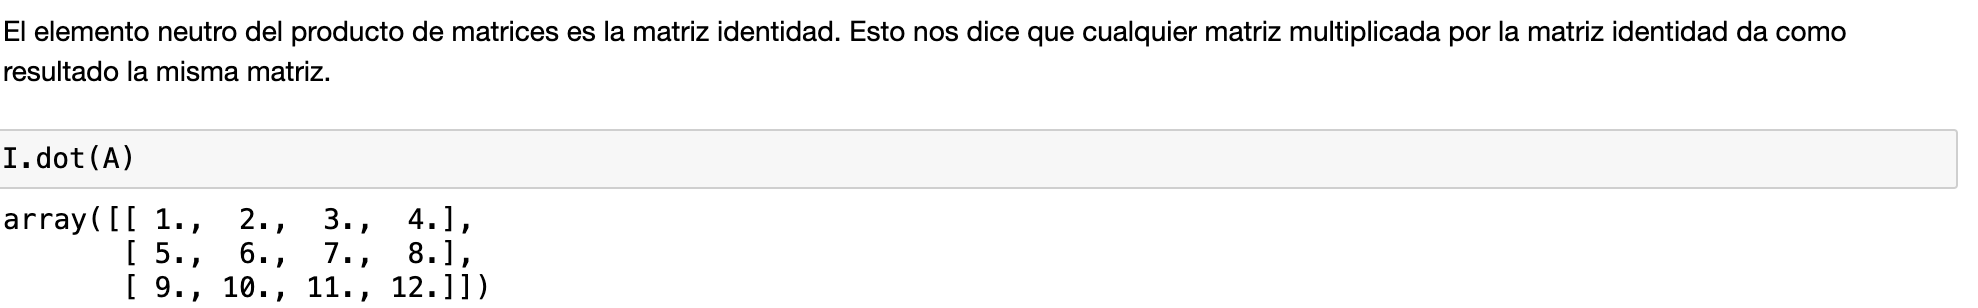 El elemento neutro del producto de matrices es la matriz identidad. Esto nos dice que cualquier matriz multiplicada por la matriz identidad da como
resultado la misma matriz.
I.dot(A)
array([[ 1.,  2.,  3.,  4.],
       [ 5.,  6.,  7.,  8.],
       [ 9., 10., 11., 12.]])